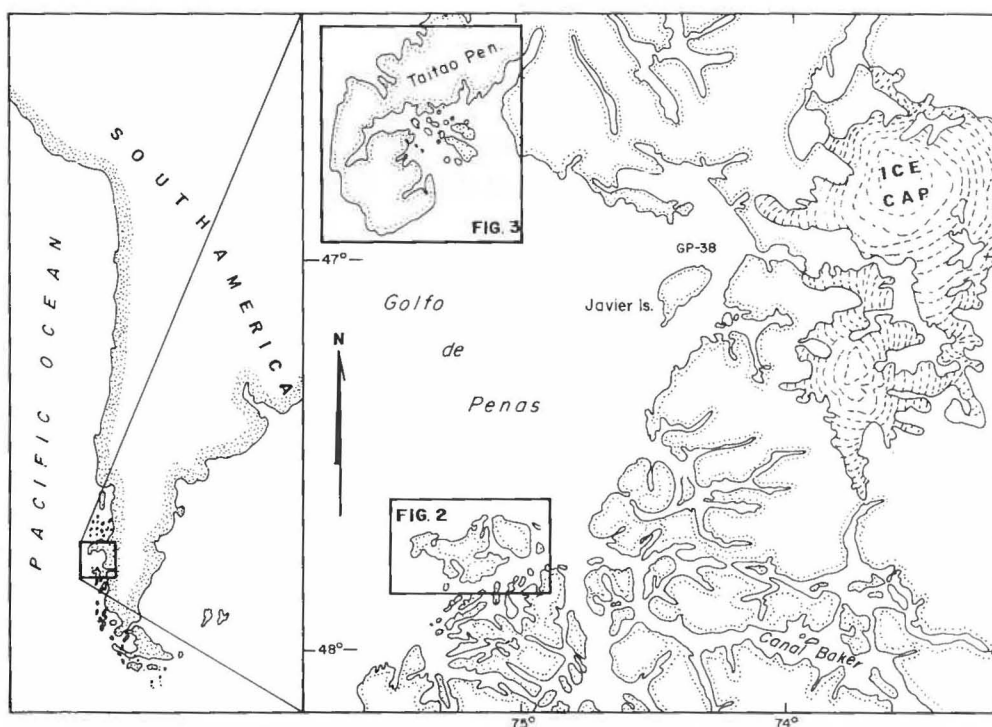 SOUTH AMERICA
PACIFIC OCEAN
Taitao Pen.
FIG. 3
ICE
CAP
GP-38
47°
Javier Is.
Golfo
de
Penas
N
FIG. 2
48°
Canal Baker
75°
74°